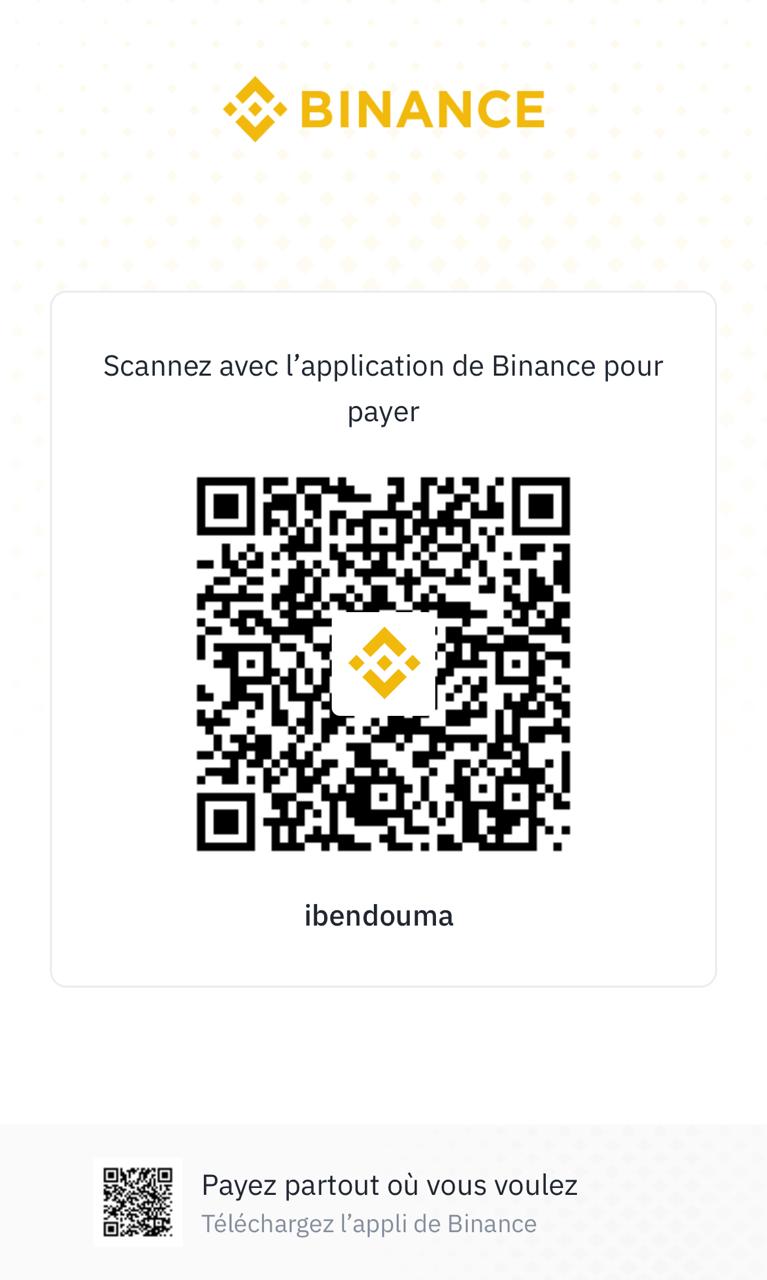 BINANCE
Scannez avec l’application de Binance pour
payer
ibendouma
Payez partout où vous voulez
Téléchargez l’appli de Binance